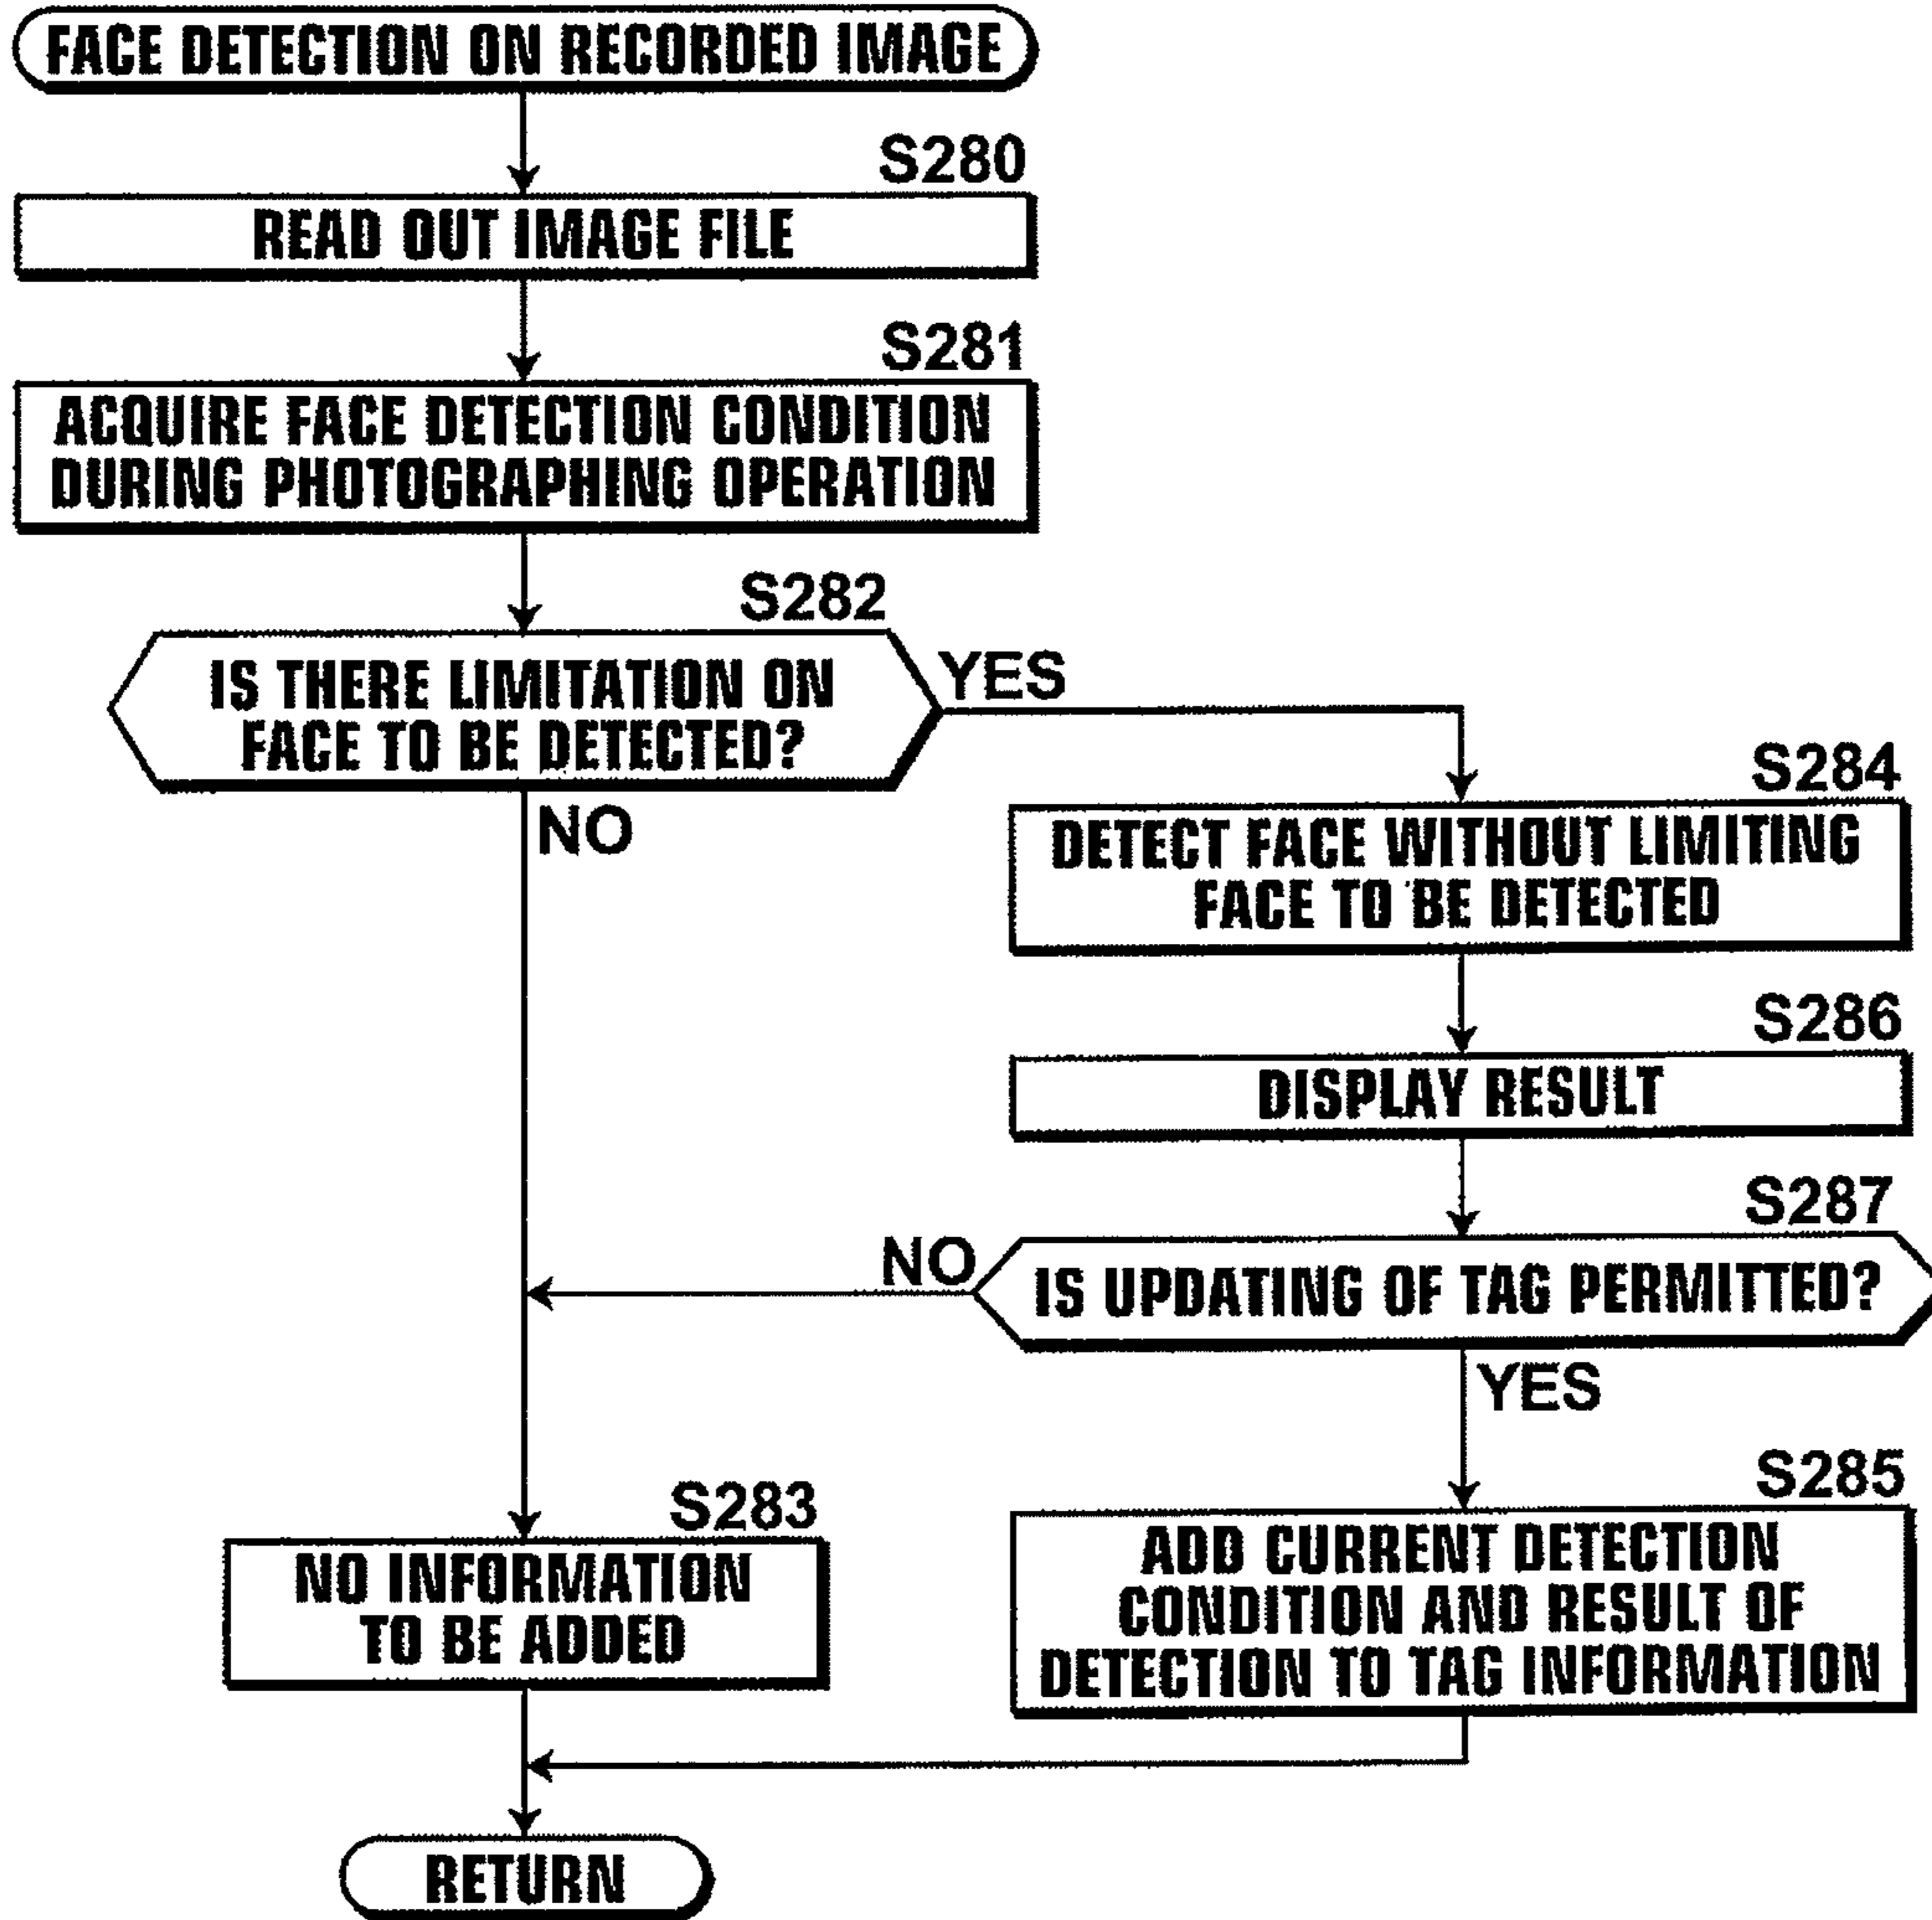 FACE DETECTION ON RECORDED IMAGE
S280
READ OUT IMAGE FILE
S281
ACQUIRE FACE DETECTION CONDITION
DURING PHOTOGRAPHING OPERATION
S282
IS THERE LIMITATION ON
FACE TO BE DETECTED?
YES
NO
S284
DETECT FACE WITHOUT LIMITING
FACE TO BE DETECTED
S286
DISPLAY RESULT
S287
IS UPDATING OF TAG PERMITTED?
NO
YES
S283
NO INFORMATION
TO BE ADDED
S285
ADD CURRENT DETECTION
CONDITION AND RESULT OF
DETECTION TO TAG INFORMATION
RETURN